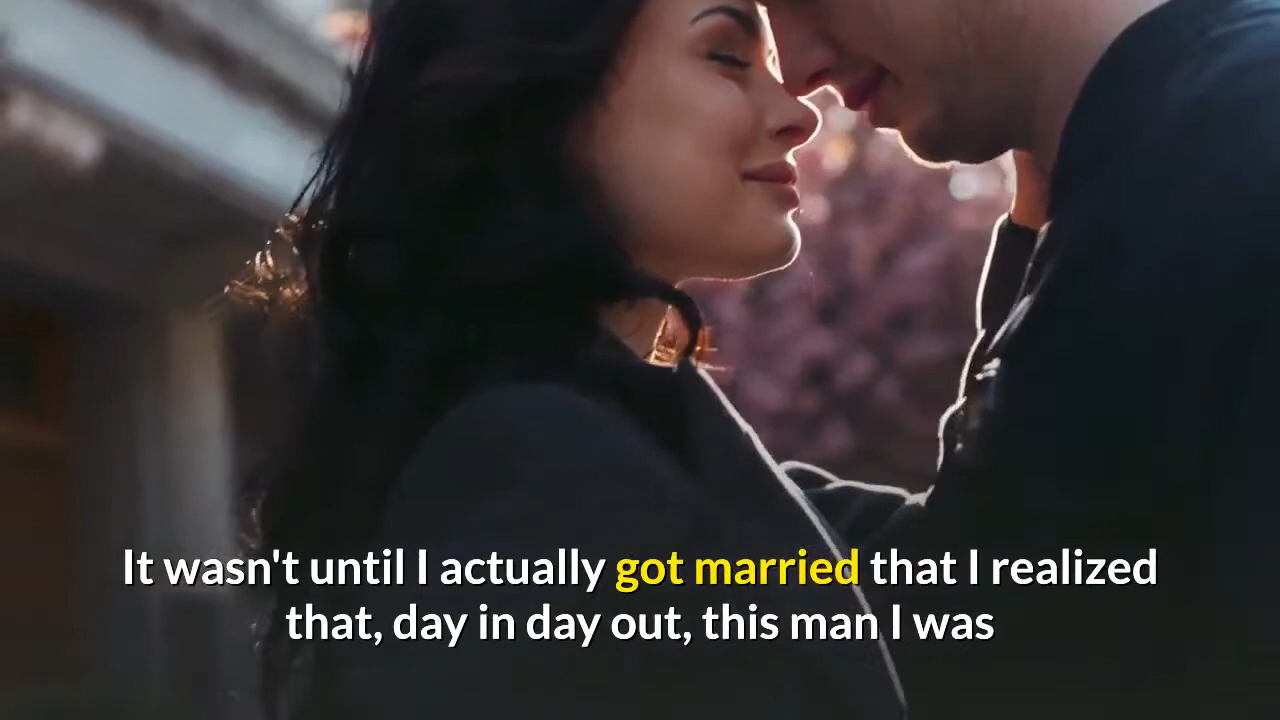 It wasn't until I actually got married that I realized
that, day in day out, this man I was